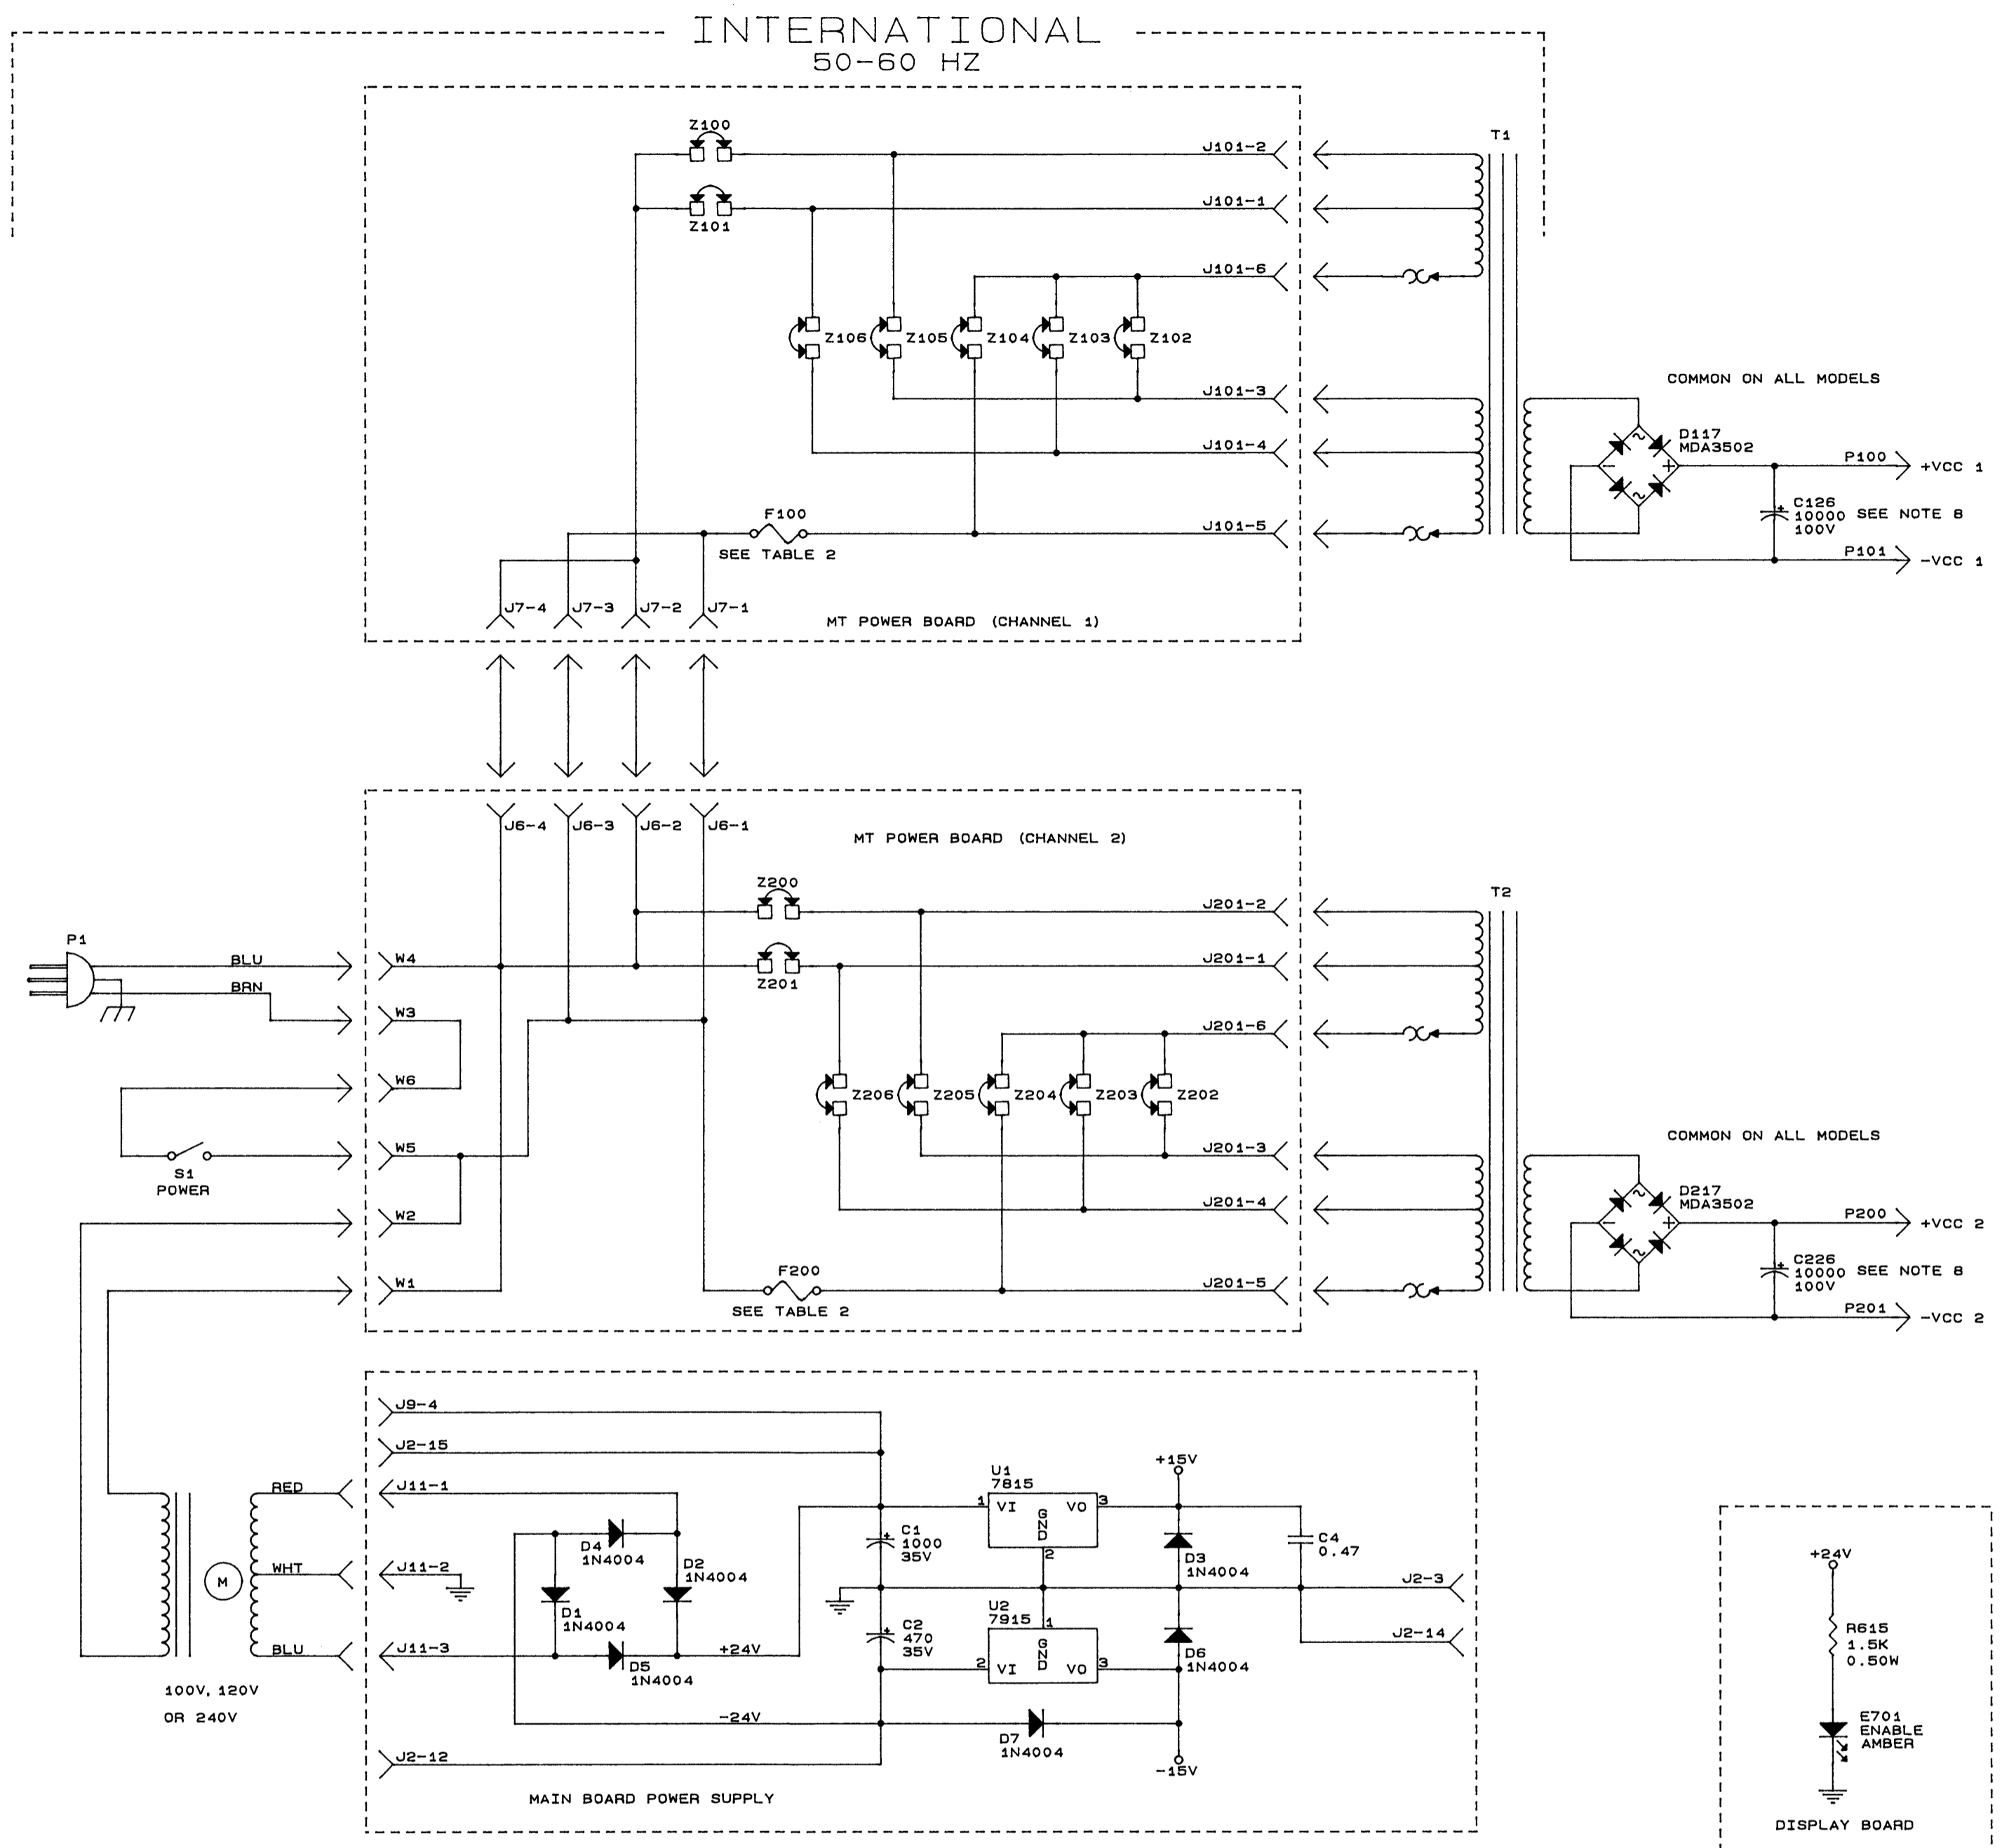 INTERNATIONAL
50-60 HZ
Z100
J101-2
T1
Z101
J101-1
J101-6
Z106
Z105
Z104
Z103
Z102
J101-3
COMMON ON ALL MODELS
J101-4
D117
MDA3502
P100
+VCC 1
C126
10000
100V
SEE NOTE 8
P101
-VCC 1
F100
SEE TABLE 2
J101-5
J7-4
J7-3
J7-2
J7-1
MT POWER BOARD (CHANNEL 1)
J6-4
J6-3
J6-2
J6-1
MT POWER BOARD (CHANNEL 2)
Z200
J201-2
T2
P1
BLU
W4
Z201
J201-1
BRN
W3
J201-6
W6
Z206
Z205
Z204
Z203
Z202
S1
POWER
W5
J201-3
COMMON ON ALL MODELS
W2
J201-4
D217
MDA3502
P200
+VCC 2
C226
10000
100V
SEE NOTE 8
P201
-VCC 2
W1
F200
SEE TABLE 2
J201-5
J9-4
J2-15
RED
J11-1
U1
7815
+15V
1
VI
GND
VO
3
2
C1
1000
35V
D4
1N4004
D2
1N4004
D3
1N4004
C4
0.47
WHT
M
J11-2
J2-3
D1
1N4004
U2
7915
1
C2
470
35V
2
VI
GND
VO
3
D6
1N4004
J2-14
BLU
J11-3
D5
1N4004
+24V
100V, 120V
OR 240V
-24V
D7
1N4004
-15V
J2-12
MAIN BOARD POWER SUPPLY
+24V
R615
1.5K
0.50W
E701
ENABLE
AMBER
DISPLAY BOARD